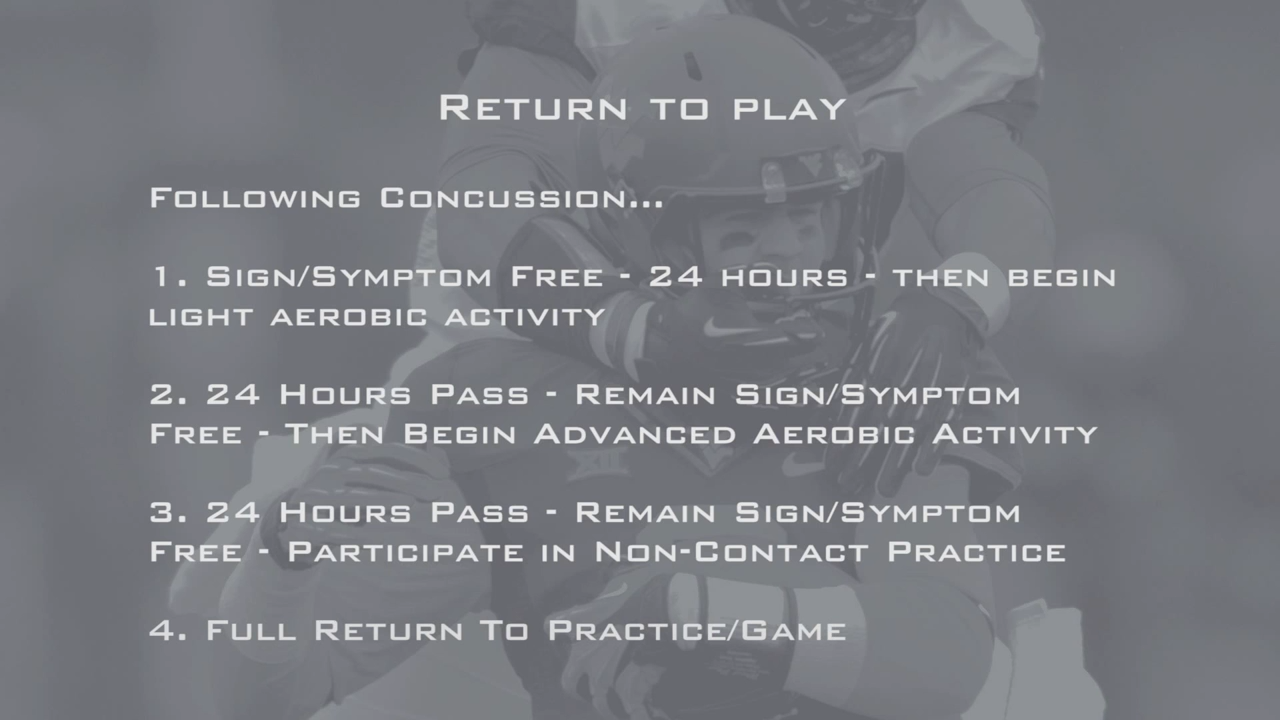 Return to play
Following Concussion...
1. Sign/Symptom Free - 24 hours - then begin
light aerobic activity
2. 24 Hours Pass - Remain Sign/Symptom
Free - Then Begin Advanced Aerobic Activity
3. 24 Hours Pass - Remain Sign/Symptom
Free - Participate in Non-Contact Practice
4. Full Return To Practice/Game
XII